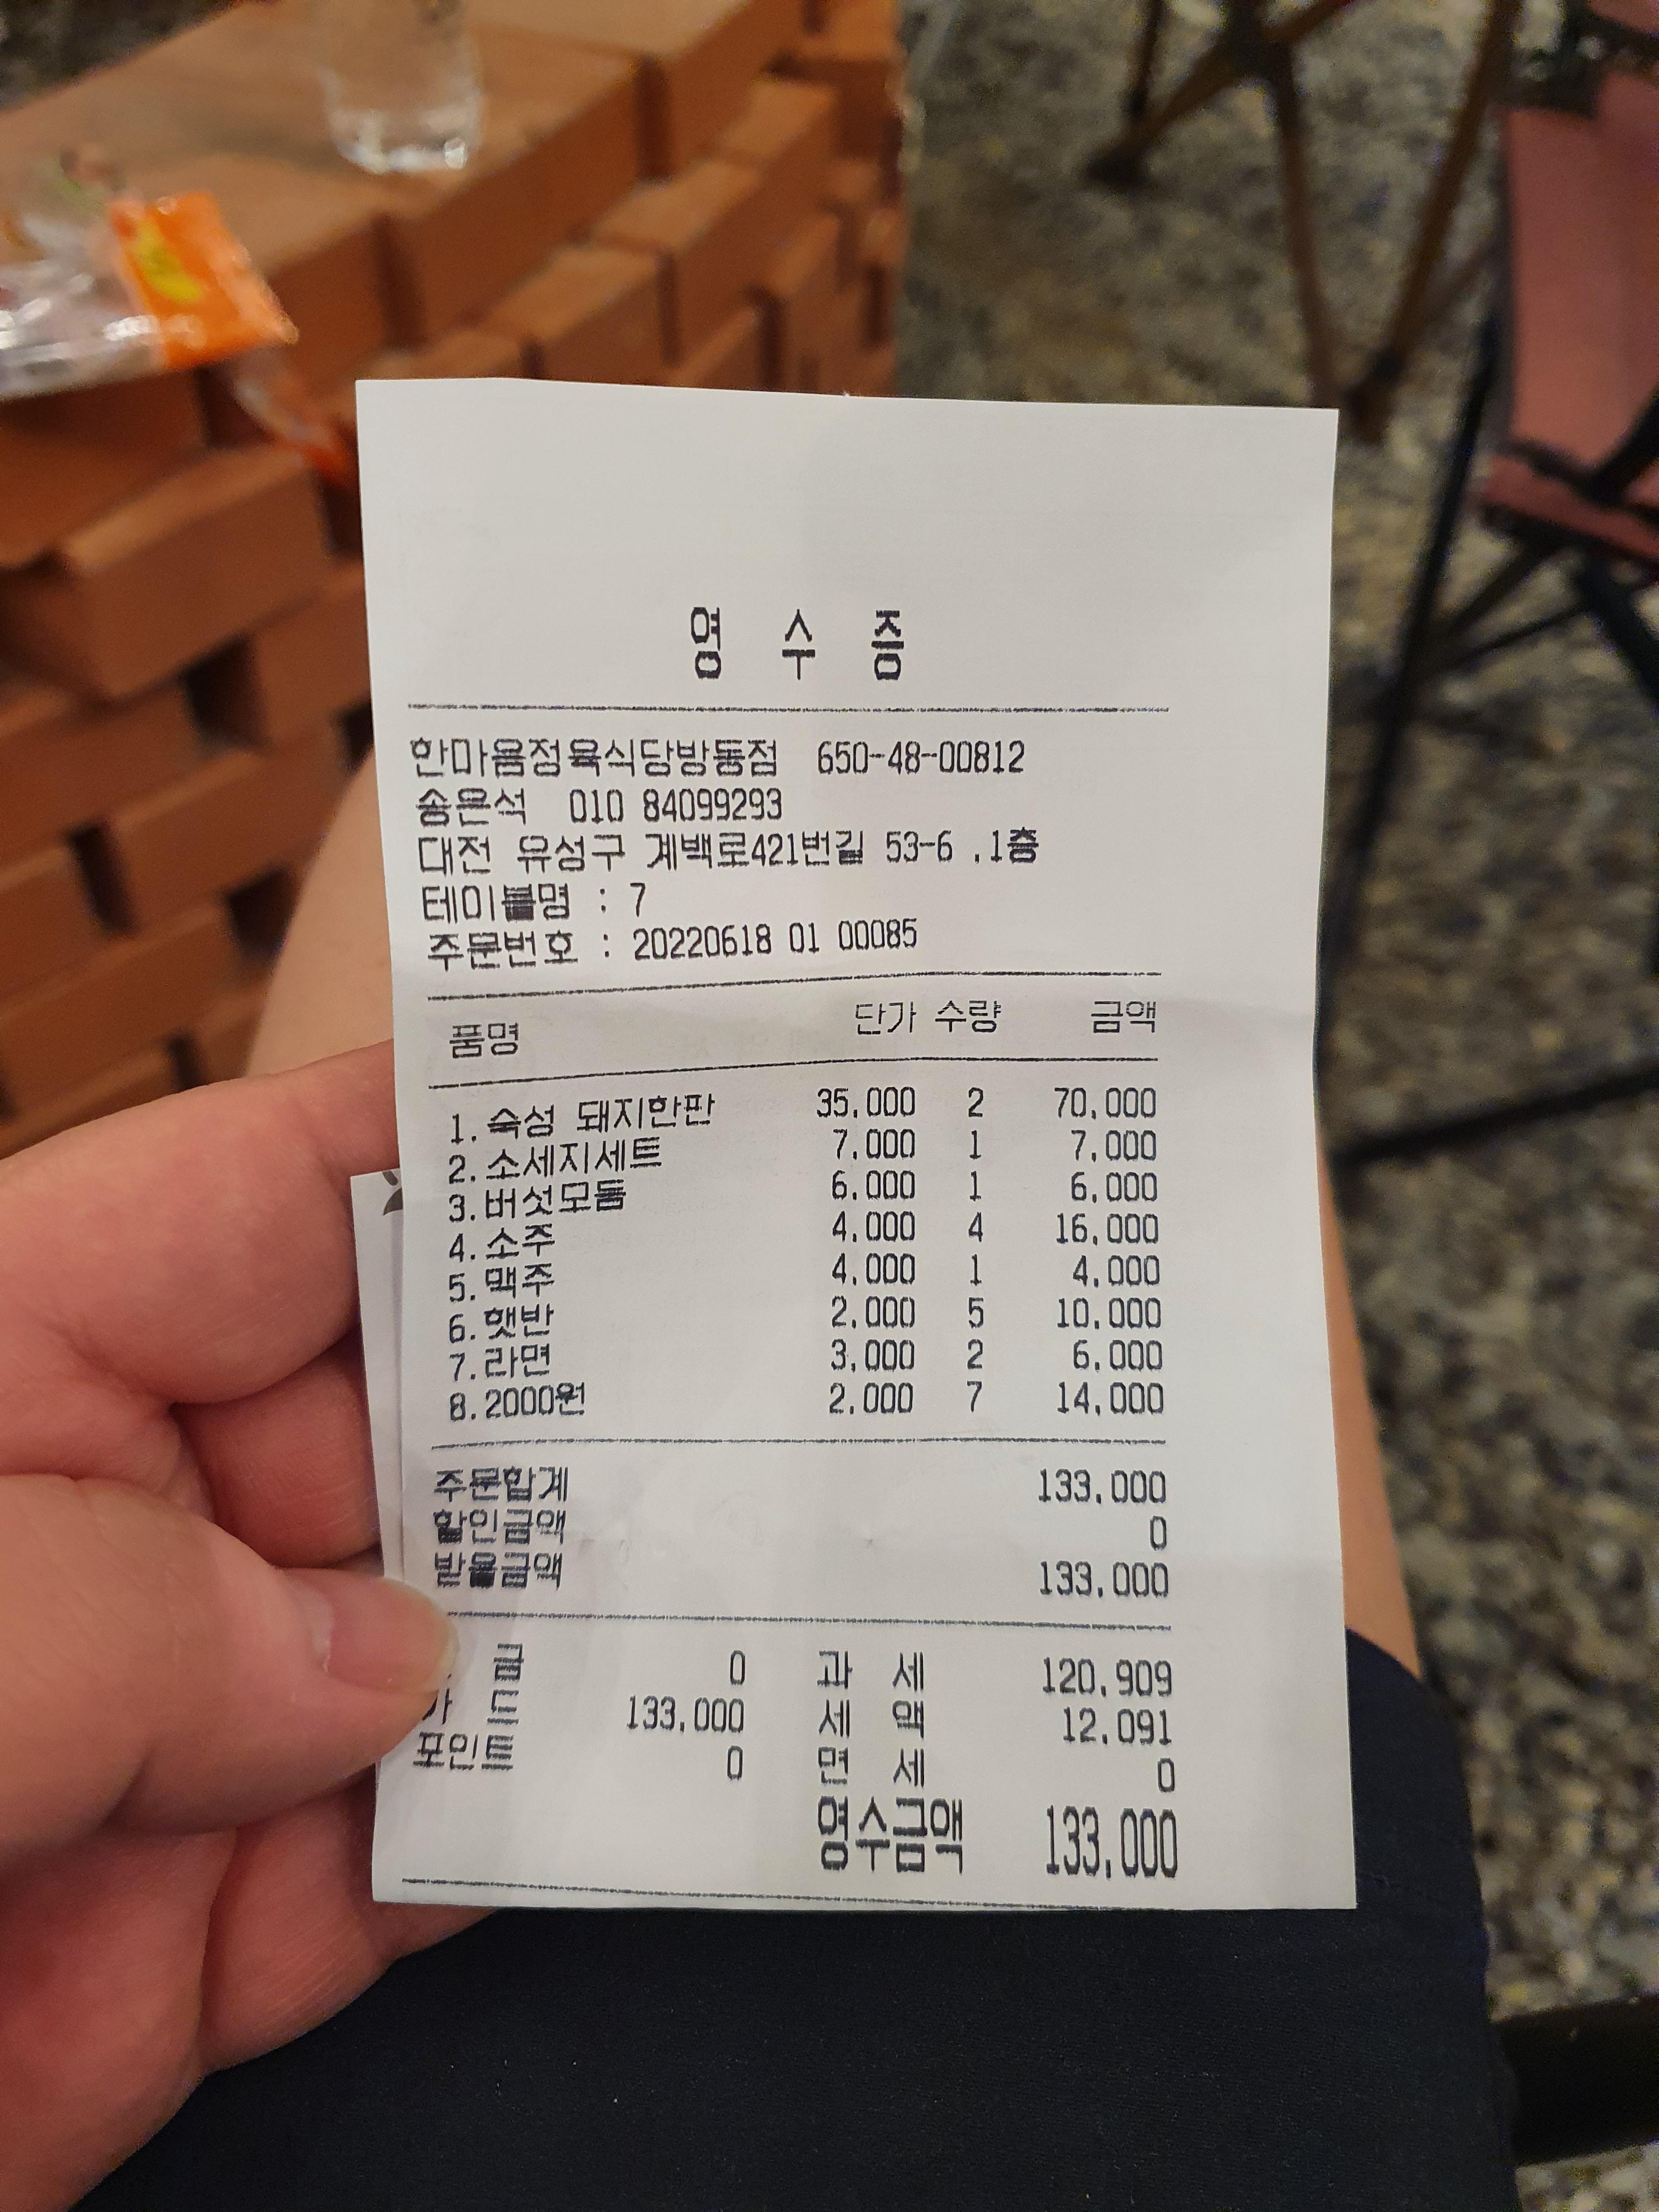 영 수 증
한마음정육식당방동점 650-48-00812
송은석 010 84099293
대전 유성구 계백로421번길 53-6 .1층
테이블명 : 7
주문번호 : 20220618 01 00085
품명 단가 수량 금액
1.숙성 돼지한판 35,000 2 70,000
2.소세지세트 7,000 1 7,000
3.버섯모둠 6,000 1 6,000
4.소주 4,000 4 16,000
5.맥주 4,000 1 4,000
6.햇반 2,000 5 10,000
7.라면 3,000 2 6,000
8.2000원 2,000 7 14,000
주문합계 133,000
할인금액 0
받을금액 133,000
금 0 과 세 120,909
카 드 133,000 세 액 12,091
포인트 0 면 세 0
영수금액 133,000